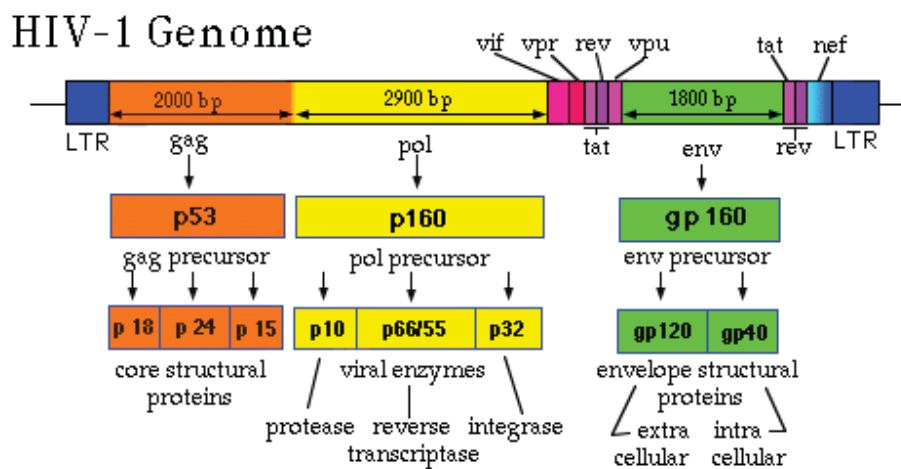 HIV-1 Genome
vif vpr rev vpu tat nef
2000 bp 2900 bp 1800 bp
LTR gag pol tat env rev LTR
p53 p160 gp 160
gag precursor pol precursor env precursor
p 18 p 24 p 15 p10 p66/55 p32 gp120 gp40
core structural viral enzymes envelope structural
proteins proteins
protease reverse integrase extra intra
transcriptase cellular cellular